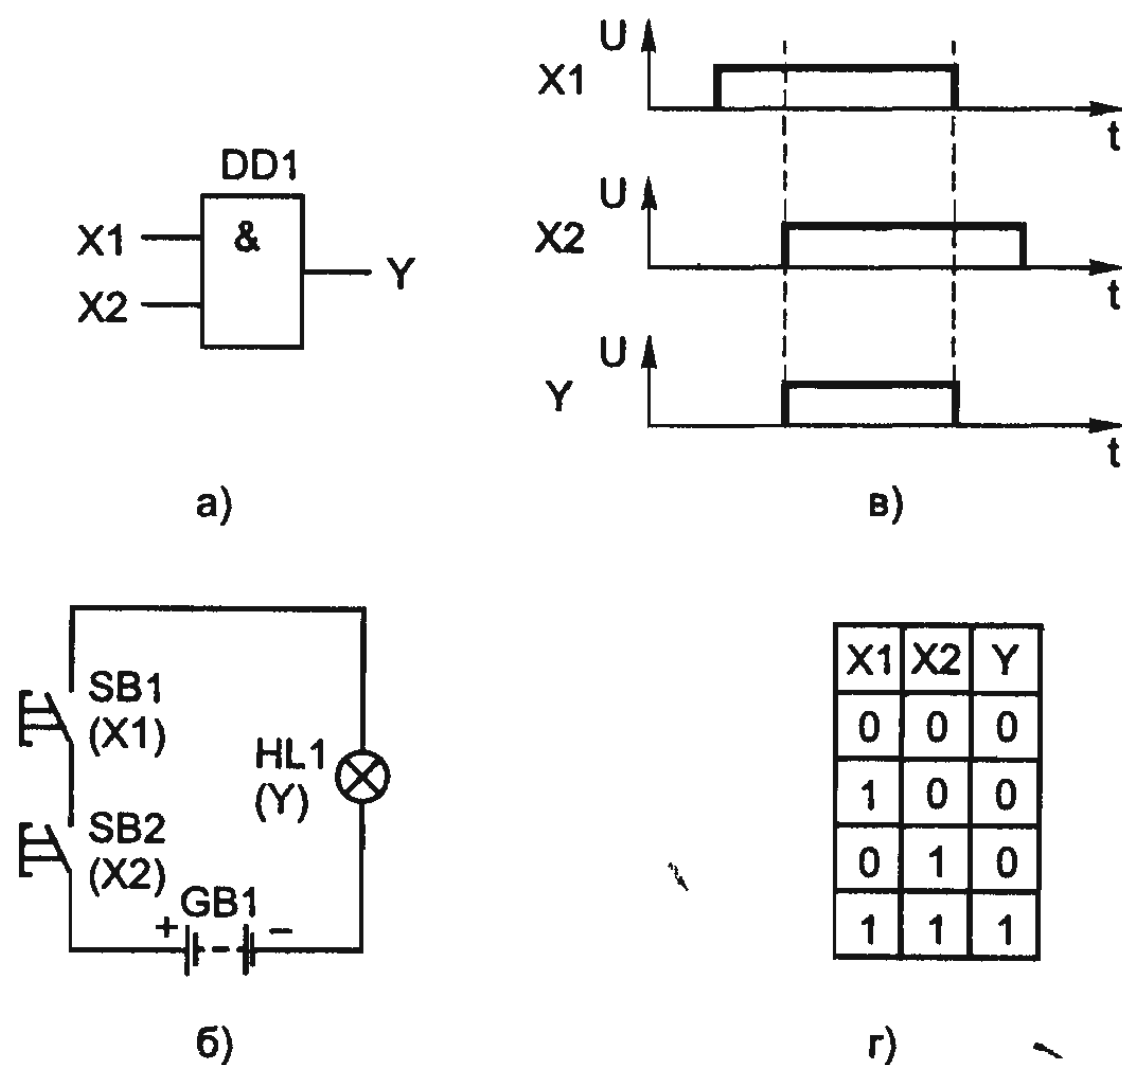 DD1
X1
&
X2
Y
а)
U
X1
t
U
X2
t
U
Y
t
в)
SB1
(X1)
HL1
(Y)
SB2
(X2)
GB1
+ −
б)
X1 X2 Y
0 0 0
1 0 0
0 1 0
1 1 1
г)